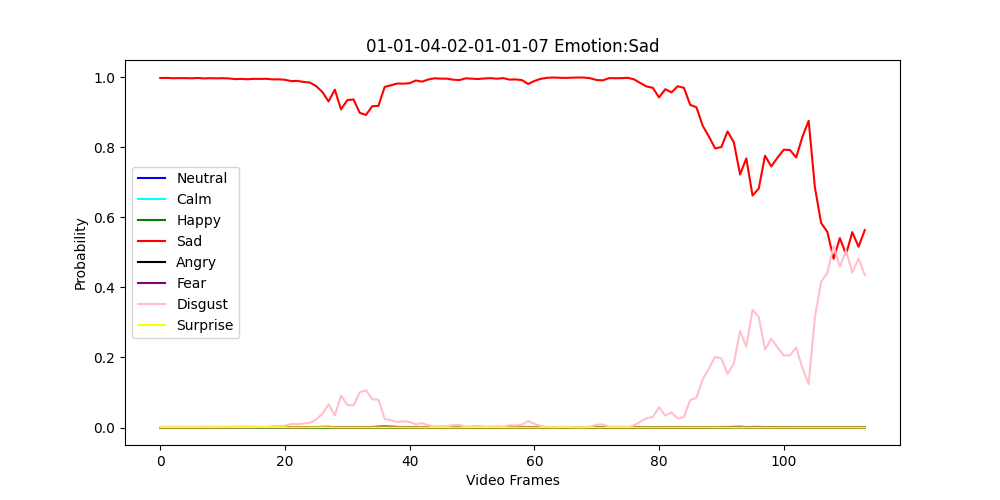 01-01-04-02-01-01-07 Emotion:Sad
Probability
1.0
0.8
0.6
0.4
0.2
0.0
Neutral
Calm
Happy
Sad
Angry
Fear
Disgust
Surprise
0 20 40 60 80 100
Video Frames